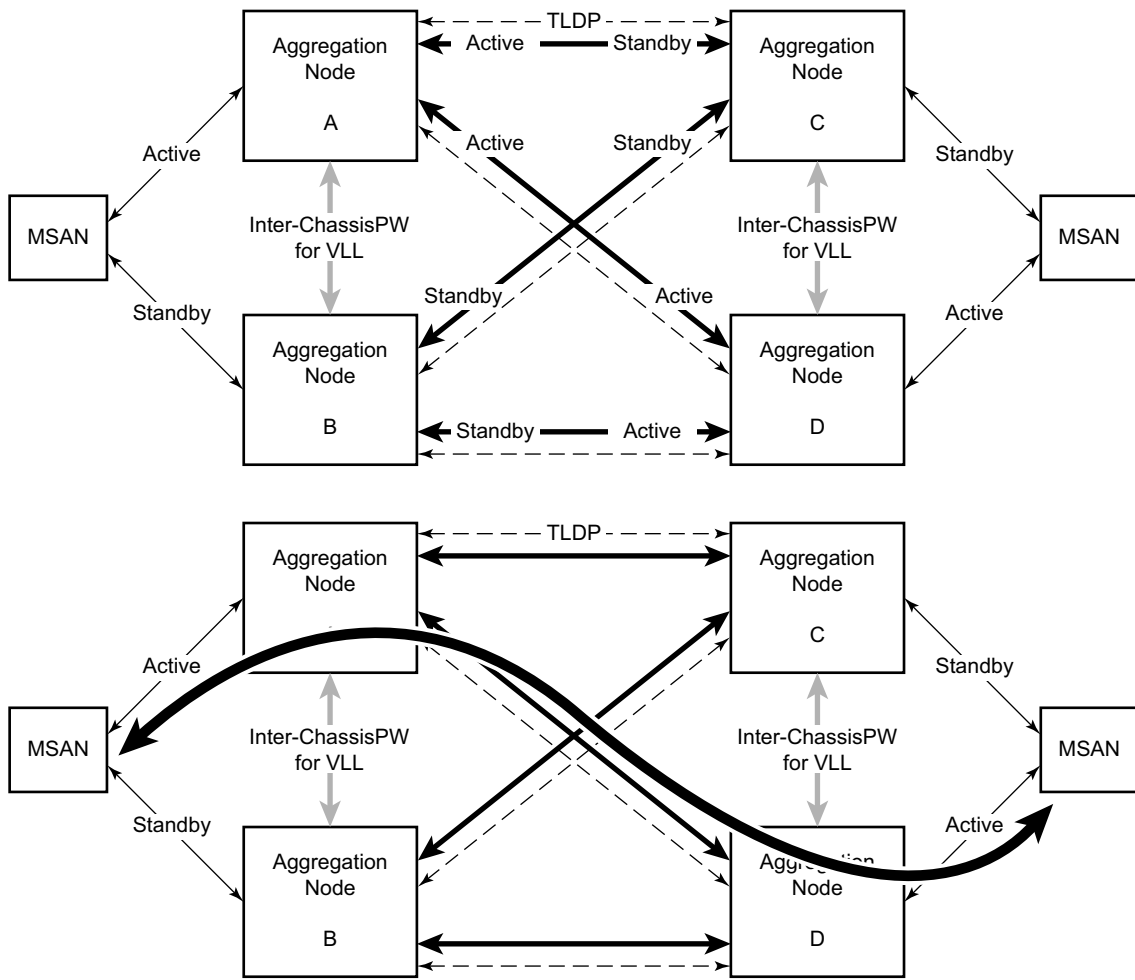 TLDP
Aggregation
Node
A
Active
Standby
Aggregation
Node
C
Active
Active
Standby
Standby
MSAN
Inter-ChassisPW
for VLL
Inter-ChassisPW
for VLL
MSAN
Standby
Standby
Active
Active
Aggregation
Node
B
Aggregation
Node
D
Standby
Active
TLDP
Aggregation
Node
Aggregation
Node
C
Active
Standby
MSAN
Inter-ChassisPW
for VLL
Inter-ChassisPW
for VLL
MSAN
Standby
Active
Aggregation
Node
B
Aggregation
Node
D